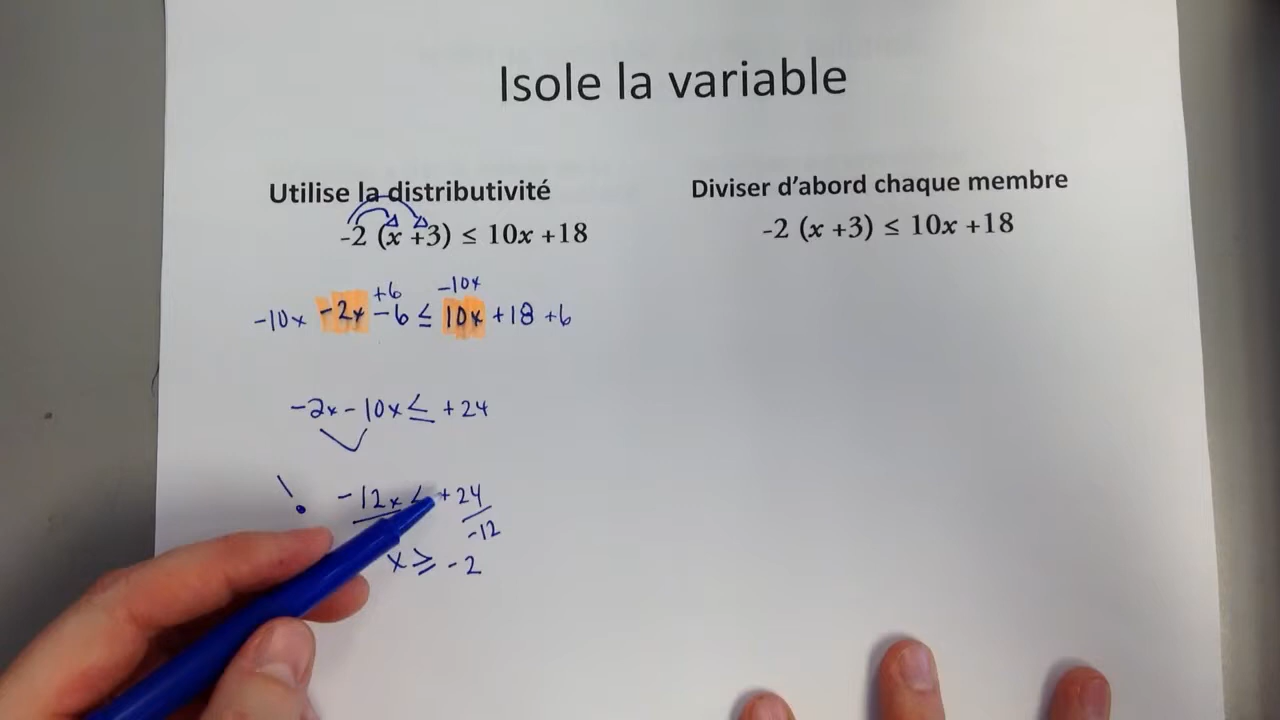 Isole la variable
Utilise la distributivité
-2 (x +3) ≤ 10x +18
+6 -10x
-10x -2x -6 ≤ 10x +18 +6
-2x - 10x ≤ +24
! -12x ≤ +24
-12
x ≥ -2
Diviser d'abord chaque membre
-2 (x +3) ≤ 10x +18